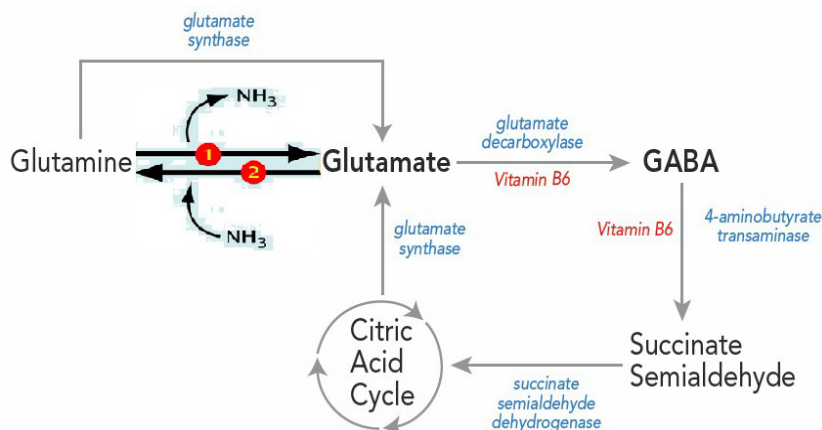 glutamate
synthase
NH3
Glutamine
1
2
Glutamate
NH3
glutamate
decarboxylase
Vitamin B6
GABA
Vitamin B6
4-aminobutyrate
transaminase
glutamate
synthase
Citric
Acid
Cycle
succinate
semialdehyde
dehydrogenase
Succinate
Semialdehyde